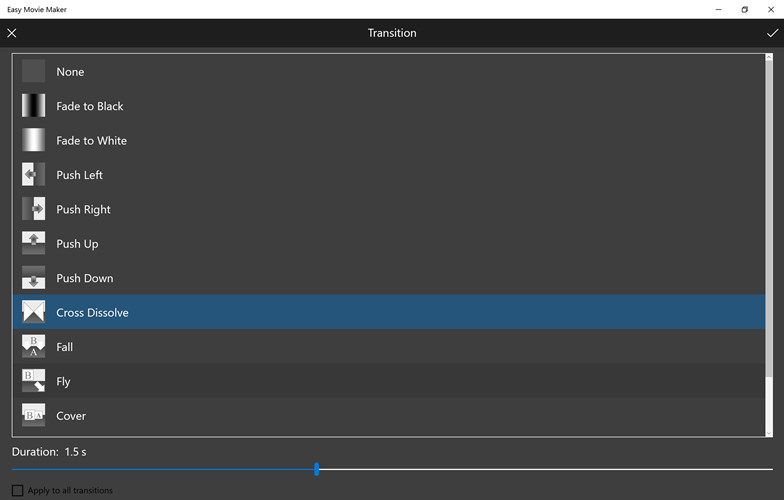 Easy Movie Maker
Transition
None
Fade to Black
Fade to White
Push Left
Push Right
Push Up
Push Down
Cross Dissolve
B
A
Fall
B
Fly
B A
Cover
Duration: 1.5 s
Apply to all transitions